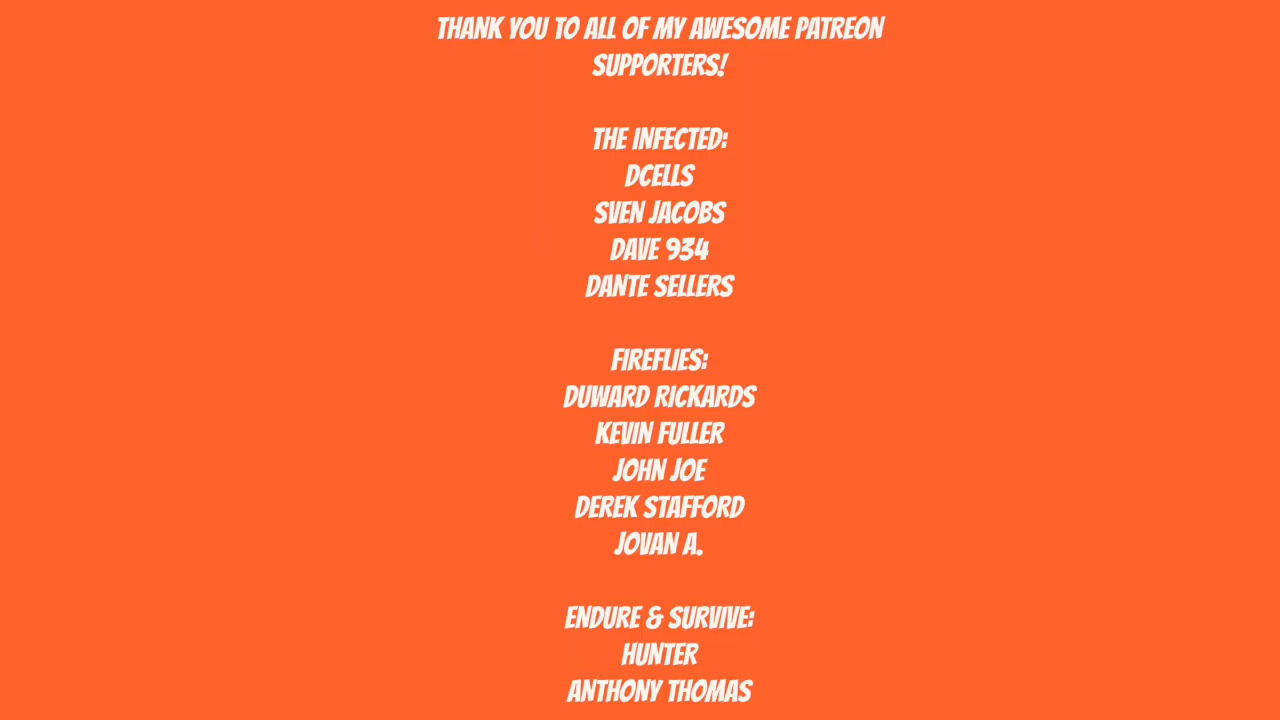 THANK YOU TO ALL OF MY AWESOME PATREON
SUPPORTERS!
THE INFECTED:
DCELLS
SVEN JACOBS
DAVE 934
DANTE SELLERS
FIREFLIES:
DUWARD RICKARDS
KEVIN FULLER
JOHN JOE
DEREK STAFFORD
JOVAN A.
ENDURE & SURVIVE:
HUNTER
ANTHONY THOMAS